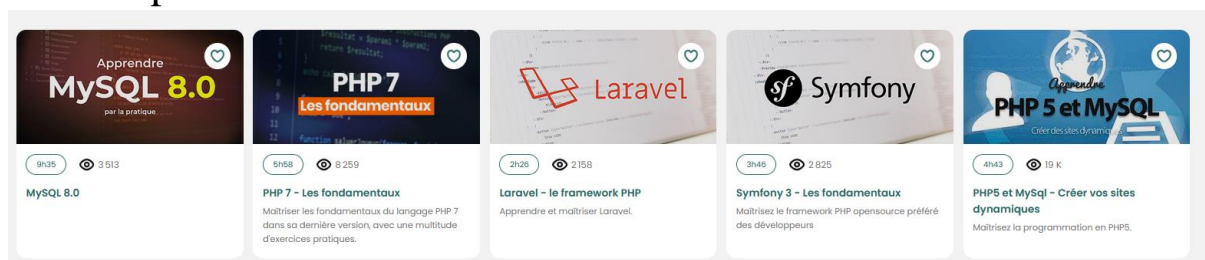 Apprendre
MySQL 8.0
par la pratique
9h35 3 513
MySQL 8.0
PHP 7
Les fondamentaux
5h58 8 259
PHP 7 - Les fondamentaux
Maîtriser les fondamentaux du langage PHP 7
dans sa dernière version, avec une multitude
d'exercices pratiques.
Laravel
2h26 2 158
Laravel - le framework PHP
Apprendre et maîtriser Laravel.
sf Symfony
3h46 2 825
Symfony 3 - Les fondamentaux
Maîtrisez le framework PHP opensource préféré
des développeurs
Apprendre
PHP 5 et MySQL
Créer des sites dynamiques
4h43 19 K
PHP5 et MySql - Créer vos sites
dynamiques
Maîtrisez la programmation en PHP5.